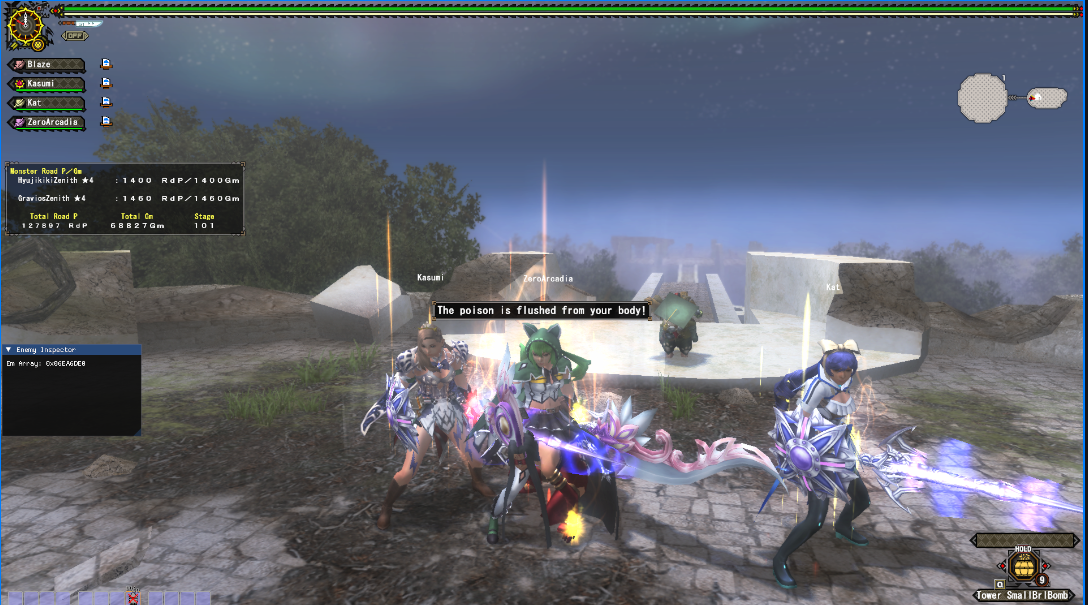 OFF
Blaze
Kasumi
Kat
ZeroArcadia
1
Monster Road P/Gm
HyujikikiZenith ★4 :1400 RdP/1400Gm
GraviosZenith ★4 :1460 RdP/1460Gm
Total Road P Total Gm Stage
127897 RdP 68827Gm 101
Kasumi
ZeroArcadia
Kat
The poison is flushed from your body!
▼ Enemy Inspector
Em Array: 0x06EA6DE0
HOLD
9
Q
Tower SmallBrlBomb